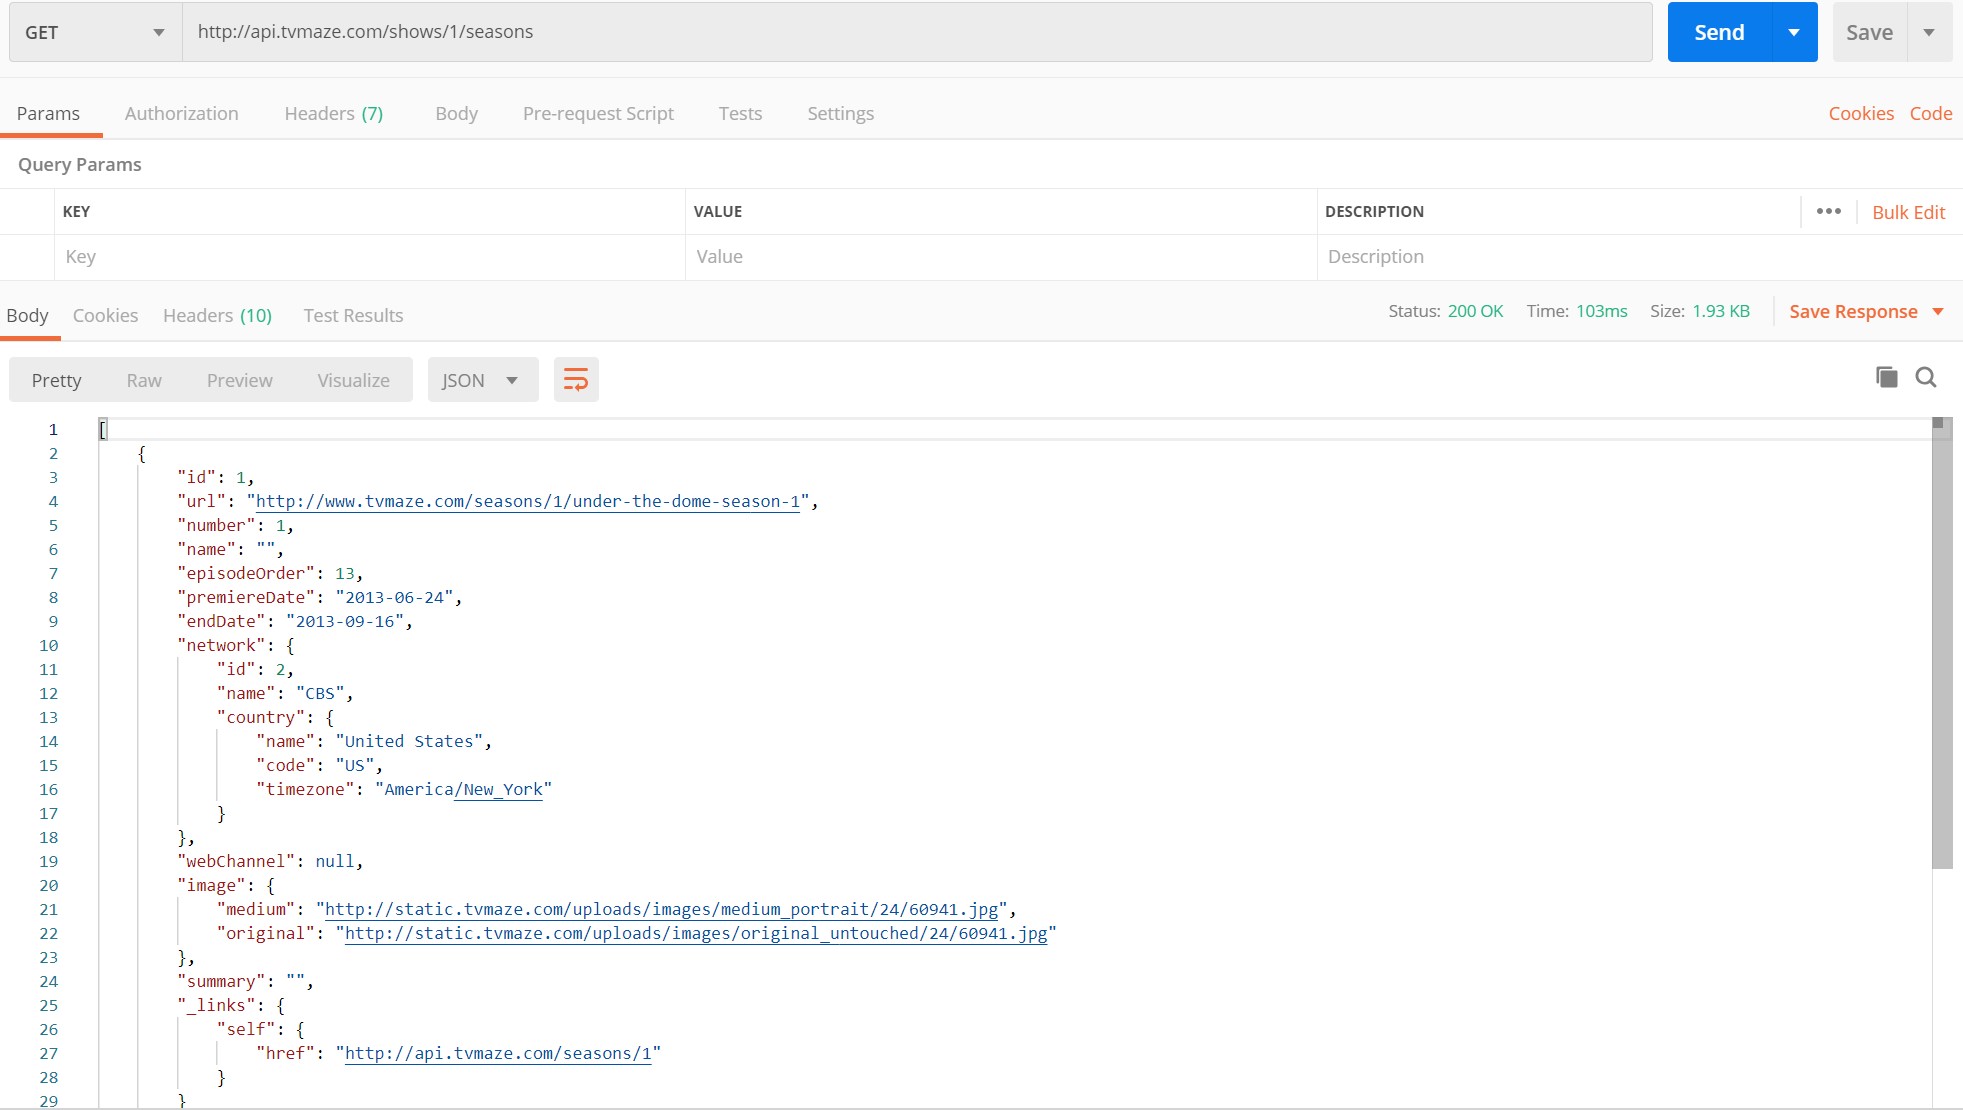 GET http://api.tvmaze.com/shows/1/seasons Send Save
Params Authorization Headers (7) Body Pre-request Script Tests Settings Cookies Code
Query Params
KEY VALUE DESCRIPTION ••• Bulk Edit
Key Value Description
Body Cookies Headers (10) Test Results Status: 200 OK Time: 103ms Size: 1.93 KB Save Response
Pretty Raw Preview Visualize JSON
1 [
2 {
3 "id": 1,
4 "url": "http://www.tvmaze.com/seasons/1/under-the-dome-season-1",
5 "number": 1,
6 "name": "",
7 "episodeOrder": 13,
8 "premiereDate": "2013-06-24",
9 "endDate": "2013-09-16",
10 "network": {
11 "id": 2,
12 "name": "CBS",
13 "country": {
14 "name": "United States",
15 "code": "US",
16 "timezone": "America/New_York"
17 }
18 },
19 "webChannel": null,
20 "image": {
21 "medium": "http://static.tvmaze.com/uploads/images/medium_portrait/24/60941.jpg",
22 "original": "http://static.tvmaze.com/uploads/images/original_untouched/24/60941.jpg"
23 },
24 "summary": "",
25 "_links": {
26 "self": {
27 "href": "http://api.tvmaze.com/seasons/1"
28 }
29 }